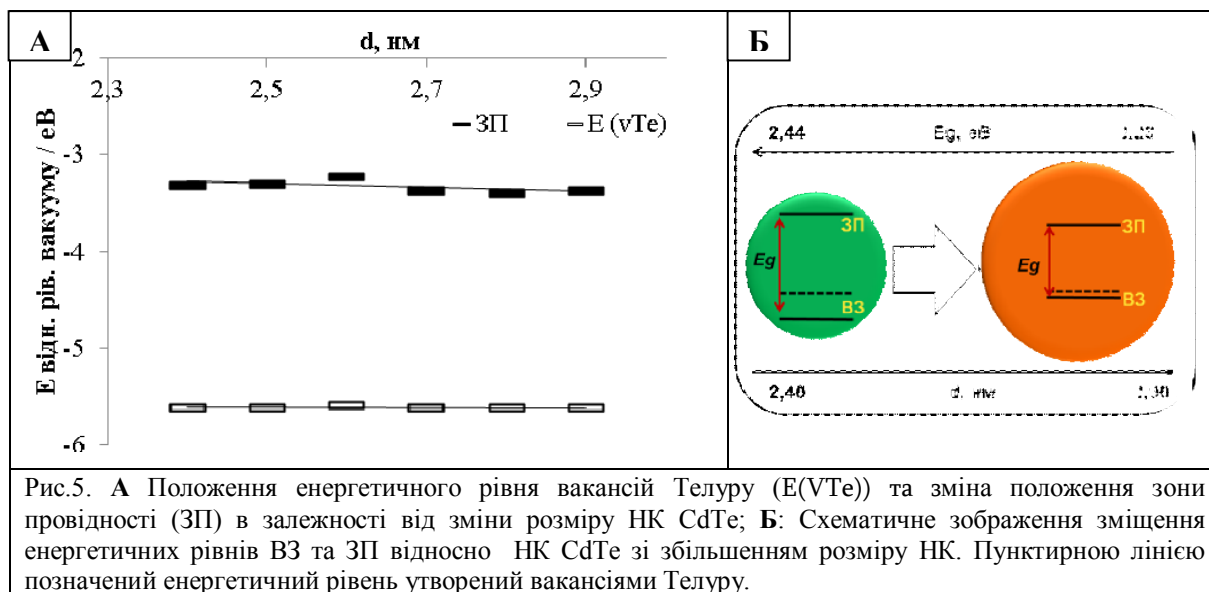 А
d, нм
2
2,3
2,5
2,7
2,9
ЗП
E (vTe)
-3
-4
-5
-6
E відн. рів. вакууму / еВ
Б
2,44
Eg, еВ
ЗП
Eg
ВЗ
ЗП
Eg
ВЗ
2,40
d, нм
Рис.5. А Положення енергетичного рівня вакансій Телуру (E(VTe)) та зміна положення зони
провідності (ЗП) в залежності від зміни розміру НК CdTe; Б: Схематичне зображення зміщення
енергетичних рівнів ВЗ та ЗП відносно НК CdTe зі збільшенням розміру НК. Пунктирною лінією
позначений енергетичний рівень утворений вакансіями Телуру.